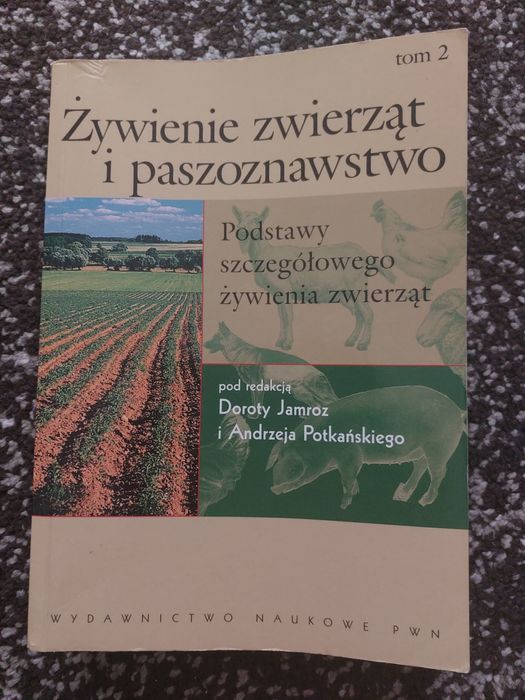 tom 2
Żywienie zwierząt
i paszoznawstwo
Podstawy
szczegółowego
żywienia zwierząt
pod redakcją
Doroty Jamroz
i Andrzeja Potkańskiego
WYDAWNICTWO NAUKOWE PWN